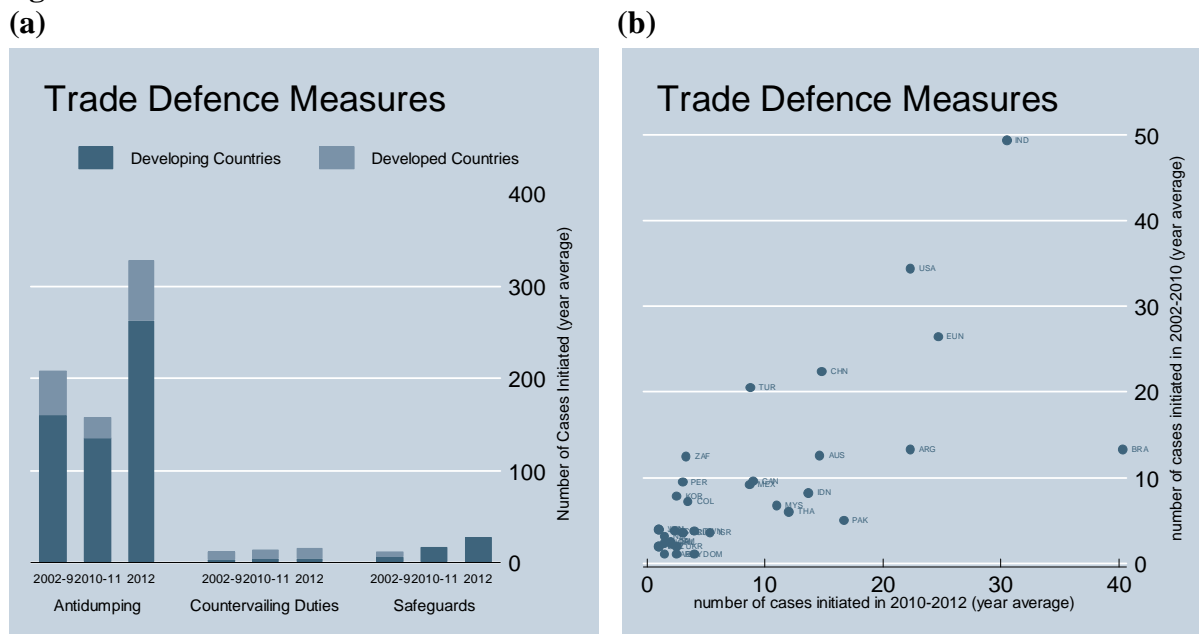 (a)
Trade Defence Measures
Developing Countries
Developed Countries
400
300
200
100
0
Number of Cases Initiated (year average)
2002-9 2010-11 2012
2002-9 2010-11 2012
2002-9 2010-11 2012
Antidumping
Countervailing Duties
Safeguards
(b)
Trade Defence Measures
50
40
30
20
10
0
number of cases initiated in 2002-2010 (year average)
IND
USA
EUN
CHN
TUR
ARG
BRA
ZAF
AUS
PER
CAN
MEX
IDN
KOR
COL
MYS
THA
PAK
ISR
UKR
DOM
0 10 20 30 40
number of cases initiated in 2010-2012 (year average)